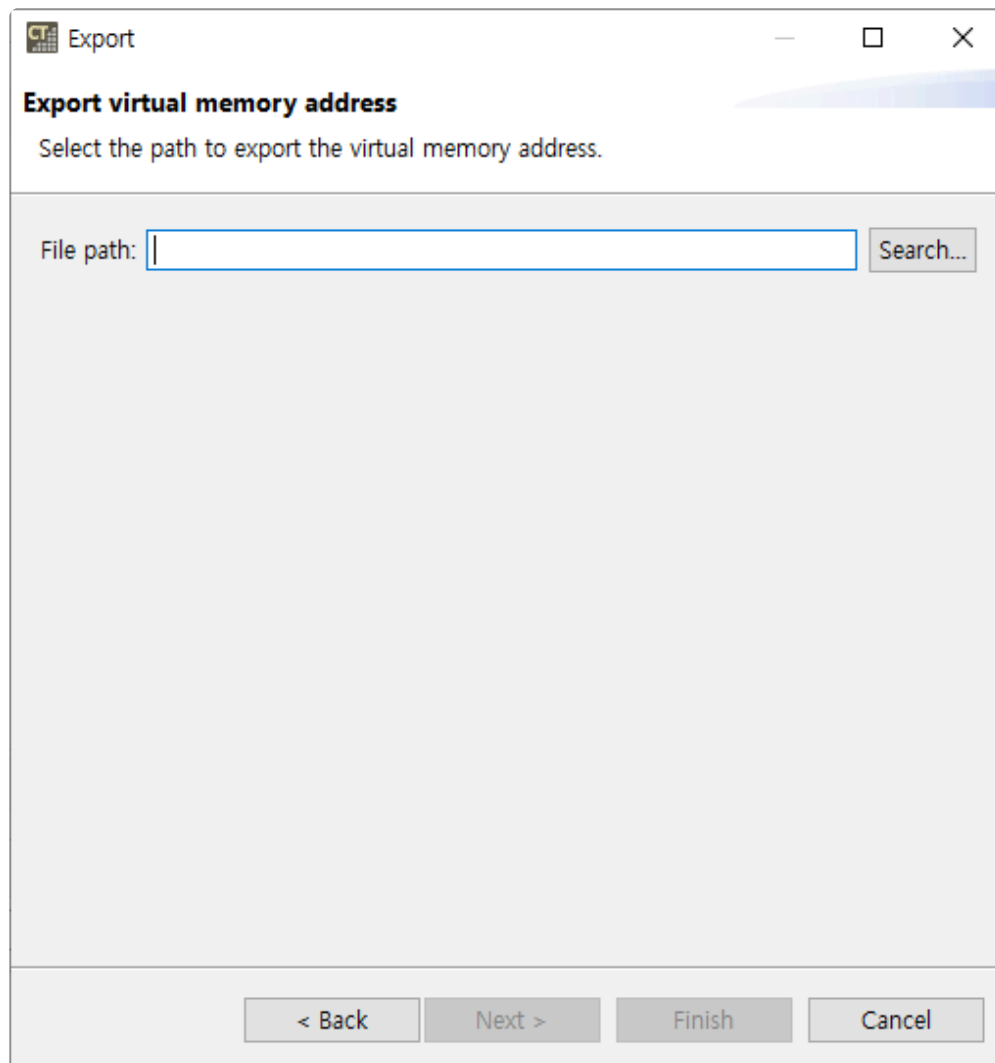 CT
Export
Export virtual memory address
Select the path to export the virtual memory address.
File path: Search...
< Back Next > Finish Cancel